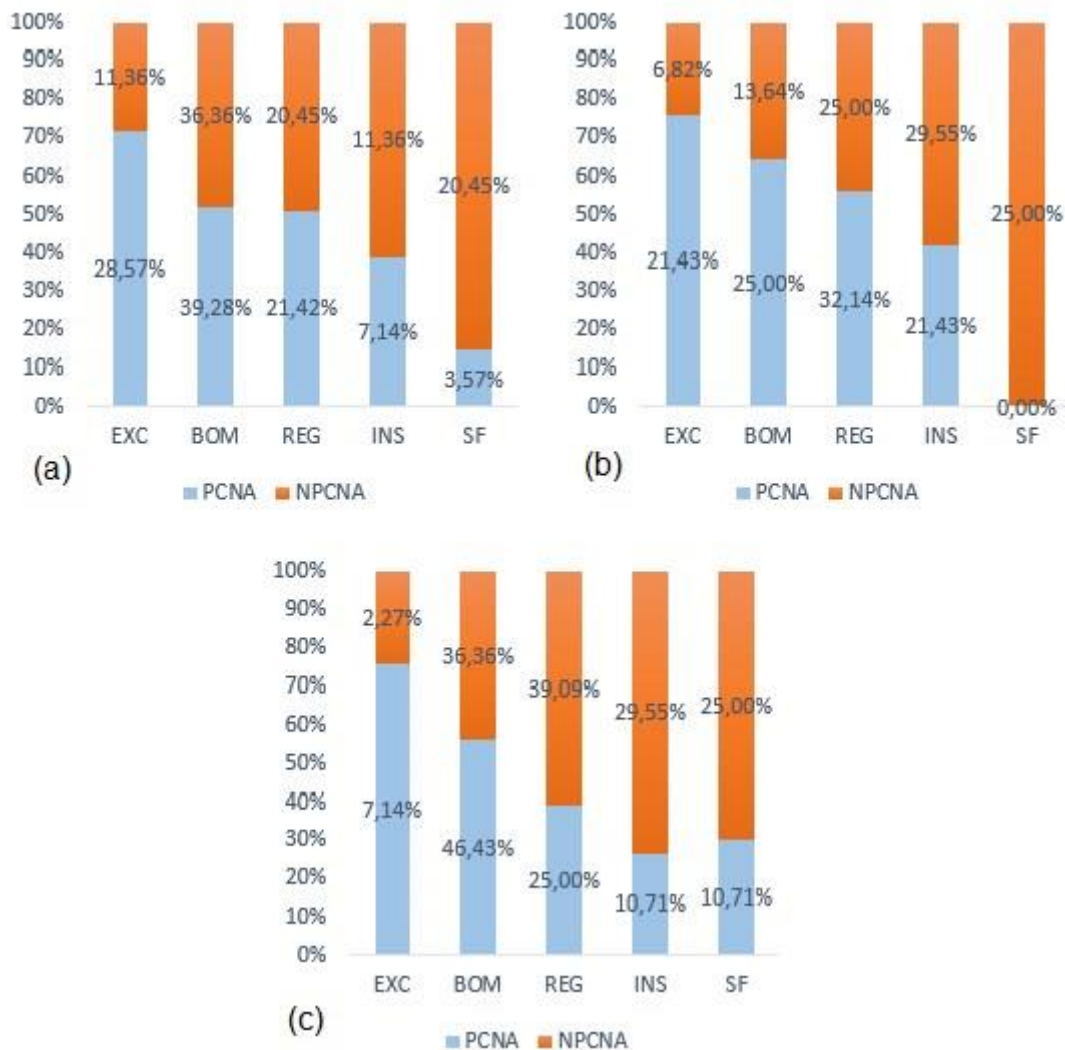 100%
90%
80%
70%
60%
50%
40%
30%
20%
10%
0%
11,36% 36,36% 20,45% 11,36% 20,45%
28,57% 39,28% 21,42% 7,14% 3,57%
EXC BOM REG INS SF
(a)
PCNA NPCNA
100%
90%
80%
70%
60%
50%
40%
30%
20%
10%
0%
6,82% 13,64% 25,00% 29,55% 25,00%
21,43% 25,00% 32,14% 21,43% 0,00%
EXC BOM REG INS SF
(b)
PCNA NPCNA
100%
90%
80%
70%
60%
50%
40%
30%
20%
10%
0%
2,27% 36,36% 39,09% 29,55% 25,00%
7,14% 46,43% 25,00% 10,71% 10,71%
EXC BOM REG INS SF
(c)
PCNA NPCNA